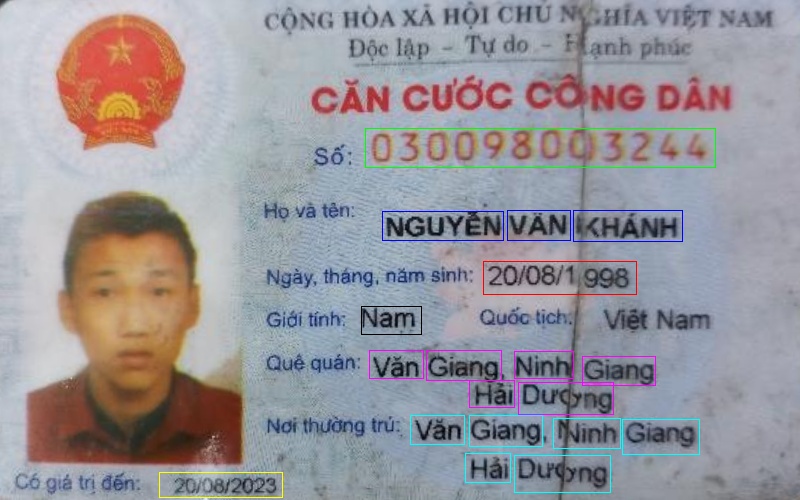 CỘNG HÒA XÃ HỘI CHỦ NGHĨA VIỆT NAM
Độc lập - Tự do - Hạnh phúc
CĂN CƯỚC CÔNG DÂN
Số: 030098003244
Họ và tên: NGUYỄN VĂN KHÁNH
Ngày, tháng, năm sinh: 20/08/1998
Giới tính: Nam Quốc tịch: Việt Nam
Quê quán: Văn Giang, Ninh Giang
Hải Dương
Nơi thường trú: Văn Giang, Ninh Giang
Hải Dương
Có giá trị đến: 20/08/2023